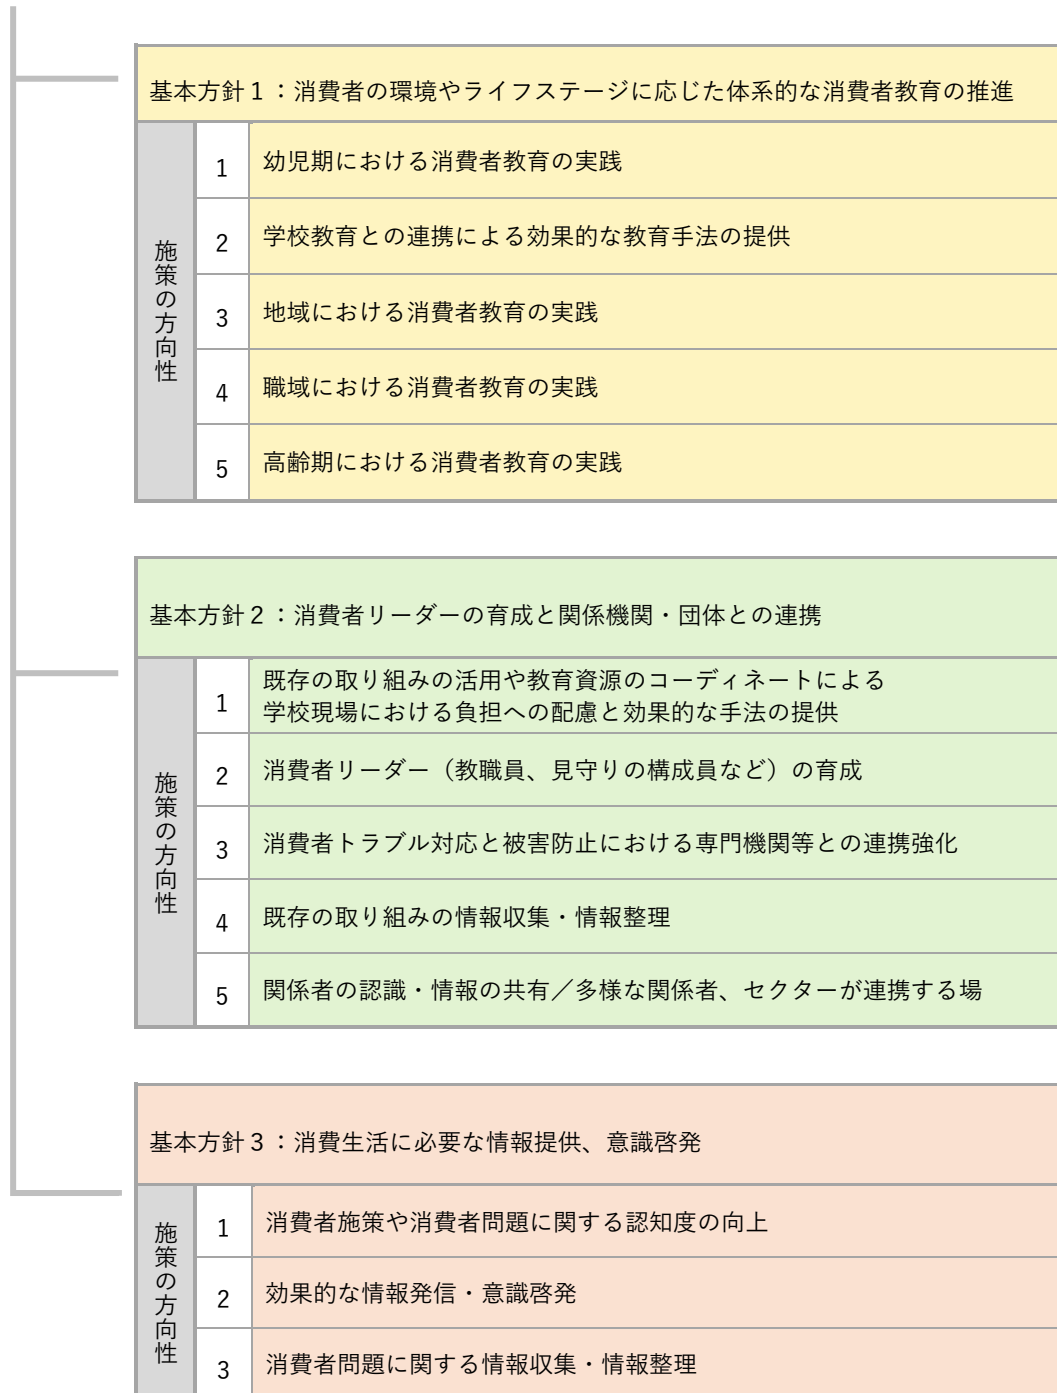 基本方針１：消費者の環境やライフステージに応じた体系的な消費者教育の推進
施策の方向性
1 幼児期における消費者教育の実践
2 学校教育との連携による効果的な教育手法の提供
3 地域における消費者教育の実践
4 職域における消費者教育の実践
5 高齢期における消費者教育の実践
基本方針２：消費者リーダーの育成と関係機関・団体との連携
施策の方向性
1 既存の取り組みの活用や教育資源のコーディネートによる
学校現場における負担への配慮と効果的な手法の提供
2 消費者リーダー（教職員、見守りの構成員など）の育成
3 消費者トラブル対応と被害防止における専門機関等との連携強化
4 既存の取り組みの情報収集・情報整理
5 関係者の認識・情報の共有／多様な関係者、セクターが連携する場
基本方針３：消費生活に必要な情報提供、意識啓発
施策の方向性
1 消費者施策や消費者問題に関する認知度の向上
2 効果的な情報発信・意識啓発
3 消費者問題に関する情報収集・情報整理